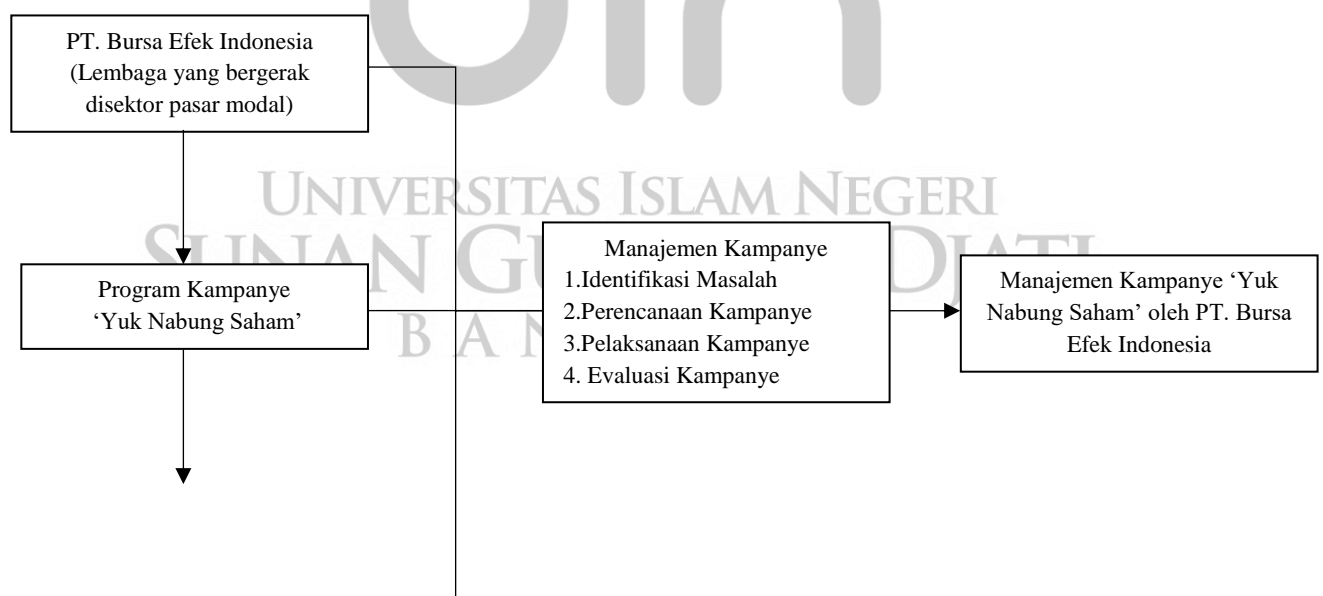 PT. Bursa Efek Indonesia
(Lembaga yang bergerak
disektor pasar modal)
UNIVERSITAS ISLAM NEGERI
Program Kampanye
‘Yuk Nabung Saham’
Manajemen Kampanye
1.Identifikasi Masalah
2.Perencanaan Kampanye
3.Pelaksanaan Kampanye
4. Evaluasi Kampanye
Manajemen Kampanye ‘Yuk
Nabung Saham’ oleh PT. Bursa
Efek Indonesia